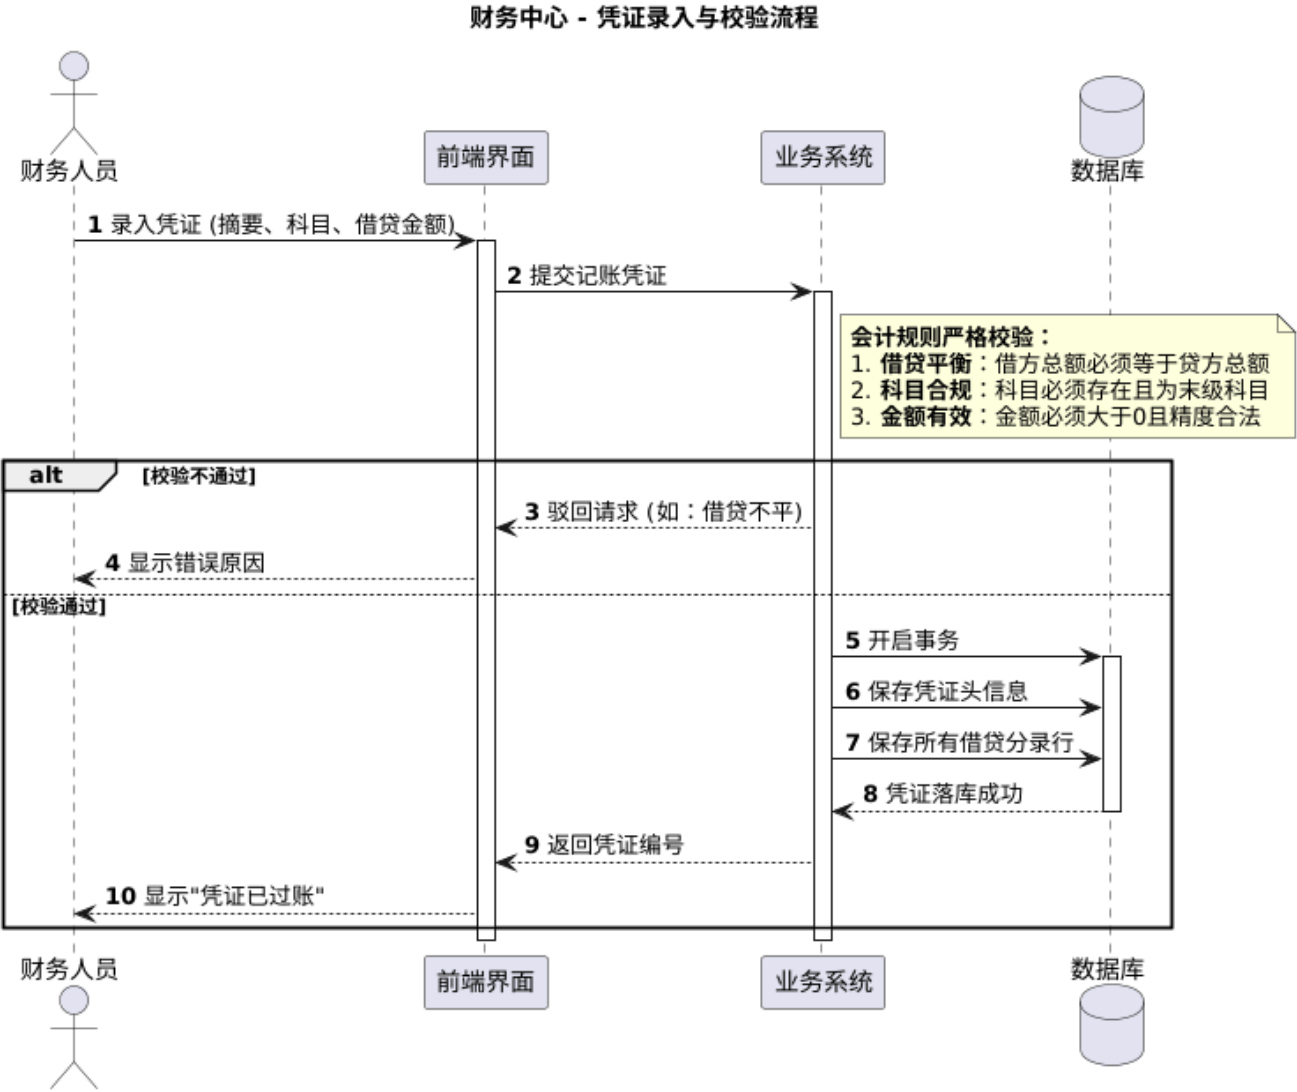 财务中心 - 凭证录入与校验流程
财务人员
前端界面
业务系统
数据库
1 录入凭证 (摘要、科目、借贷金额)
2 提交记账凭证
会计规则严格校验：
1. 借贷平衡：借方总额必须等于贷方总额
2. 科目合规：科目必须存在且为末级科目
3. 金额有效：金额必须大于0且精度合法
alt [校验不通过]
3 驳回请求 (如：借贷不平)
4 显示错误原因
[校验通过]
5 开启事务
6 保存凭证头信息
7 保存所有借贷分录行
8 凭证落库成功
9 返回凭证编号
10 显示"凭证已过账"
财务人员
前端界面
业务系统
数据库